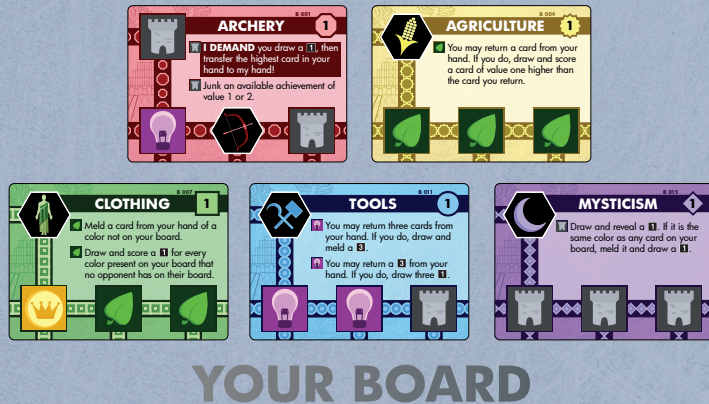 B 001
ARCHERY 1
I DEMAND you draw a 1, then
transfer the highest card in your
hand to my hand!
Junk an available achievement of
value 1 or 2.
B 004
AGRICULTURE 1
You may return a card from your
hand. If you do, draw and score
a card of value one higher than
the card you return.
B 007
CLOTHING 1
Meld a card from your hand of a
color not on your board.
Draw and score a 1 for every
color present on your board that
no opponent has on their board.
B 011
TOOLS 1
You may return three cards from
your hand. If you do, draw and
meld a 3.
You may return a 3 from your
hand. If you do, draw three 1.
B 015
MYSTICISM 1
Draw and reveal a 1. If it is the
same color as any card on your
board, meld it and draw a 1.
YOUR BOARD